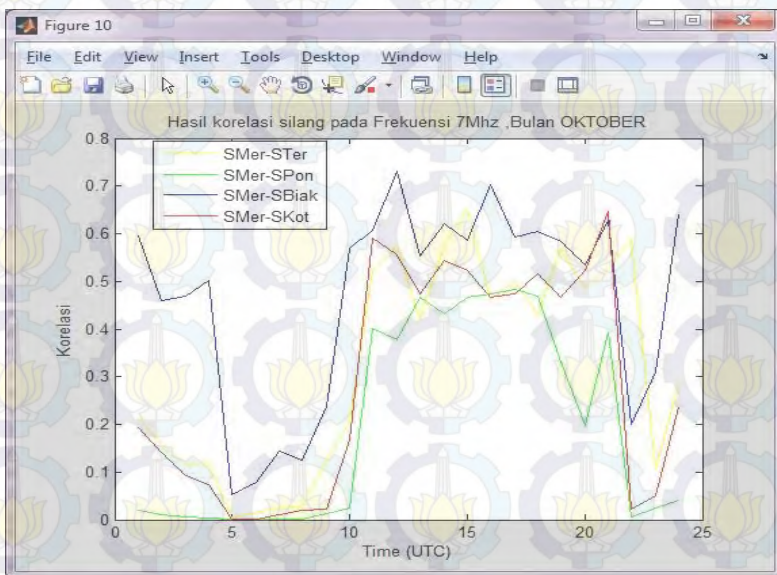 Figure 10
File Edit View Insert Tools Desktop Window Help
Hasil korelasi silang pada Frekuensi 7Mhz ,Bulan OKTOBER
SMer-STer
SMer-SPon
SMer-SBiak
SMer-SKot
0.8
0.7
0.6
0.5
0.4
0.3
0.2
0.1
0
Korelasi
0 5 10 15 20 25
Time (UTC)